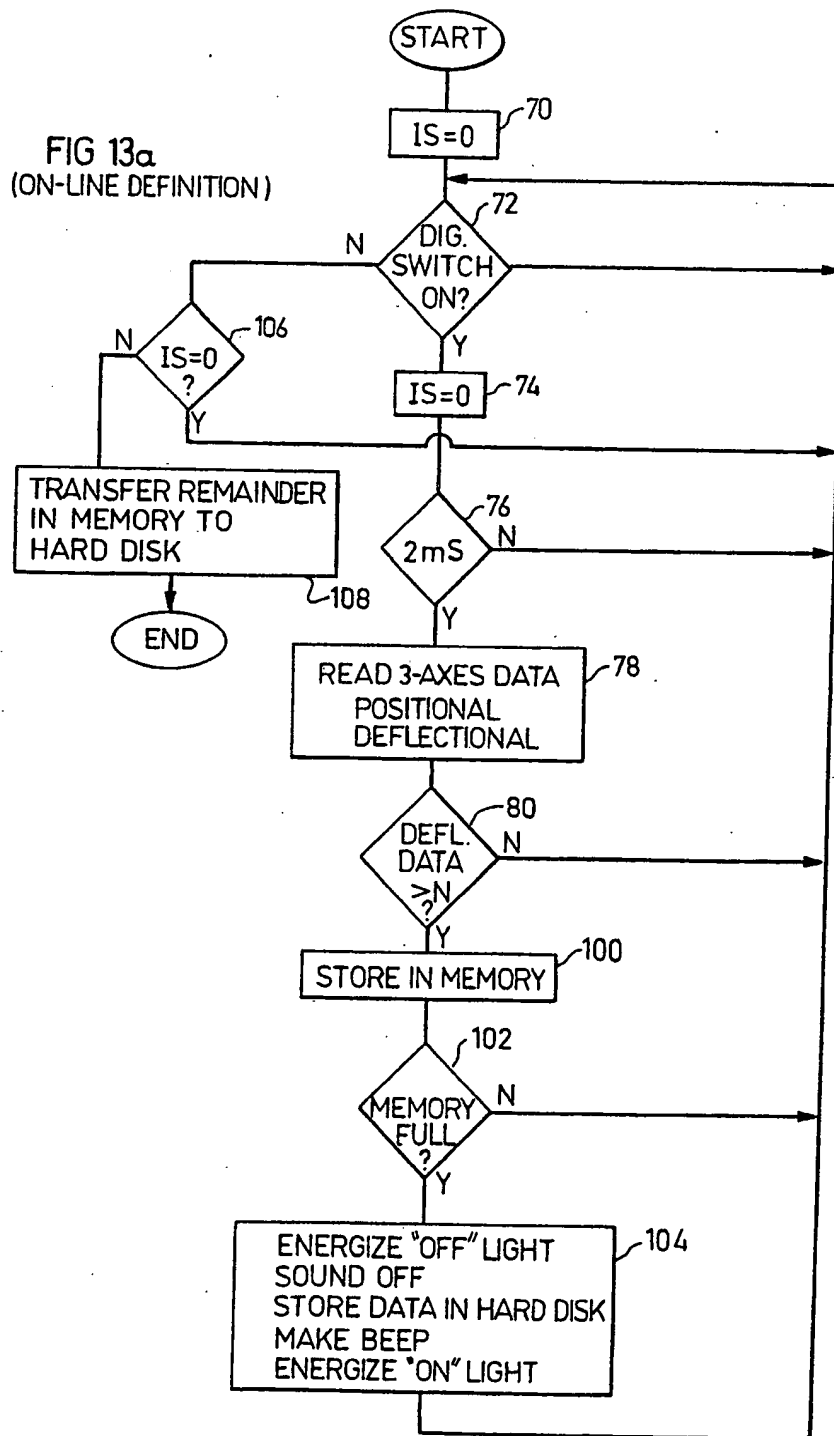 START
IS=0
70
FIG 13a
(ON-LINE DEFINITION)
72
DIG.
SWITCH
ON?
N
Y
106
N
IS=0
?
Y
IS=0
74
TRANSFER REMAINDER
IN MEMORY TO
HARD DISK
108
END
76
2mS
N
Y
READ 3-AXES DATA
POSITIONAL
DEFLECTIONAL
78
80
DEFL.
DATA
>N
?
N
Y
STORE IN MEMORY
100
102
MEMORY
FULL
?
N
Y
ENERGIZE "OFF" LIGHT
SOUND OFF
STORE DATA IN HARD DISK
MAKE BEEP
ENERGIZE "ON" LIGHT
104